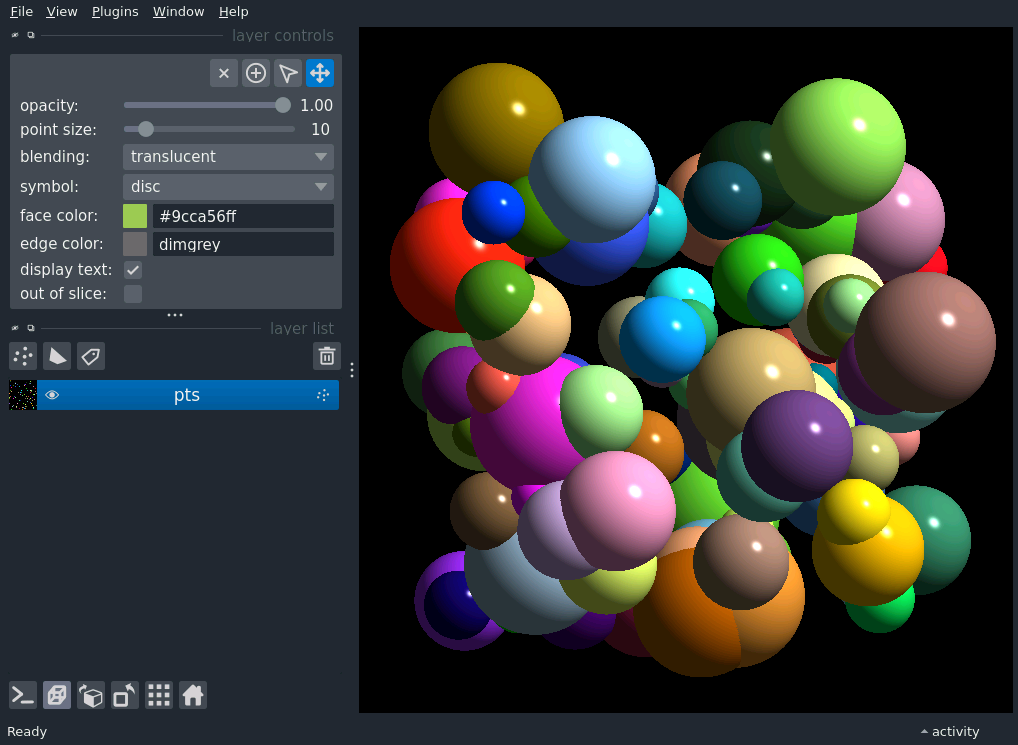 File View Plugins Window Help
layer controls
opacity: 1.00
point size: 10
blending: translucent
symbol: disc
face color: #9cca56ff
edge color: dimgrey
display text:
out of slice:
layer list
pts
Ready
activity